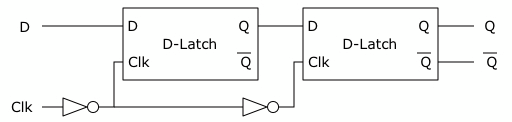 D D Q D Q Q
D-Latch D-Latch
Clk Q̅ Clk Q̅ Q̅
Clk